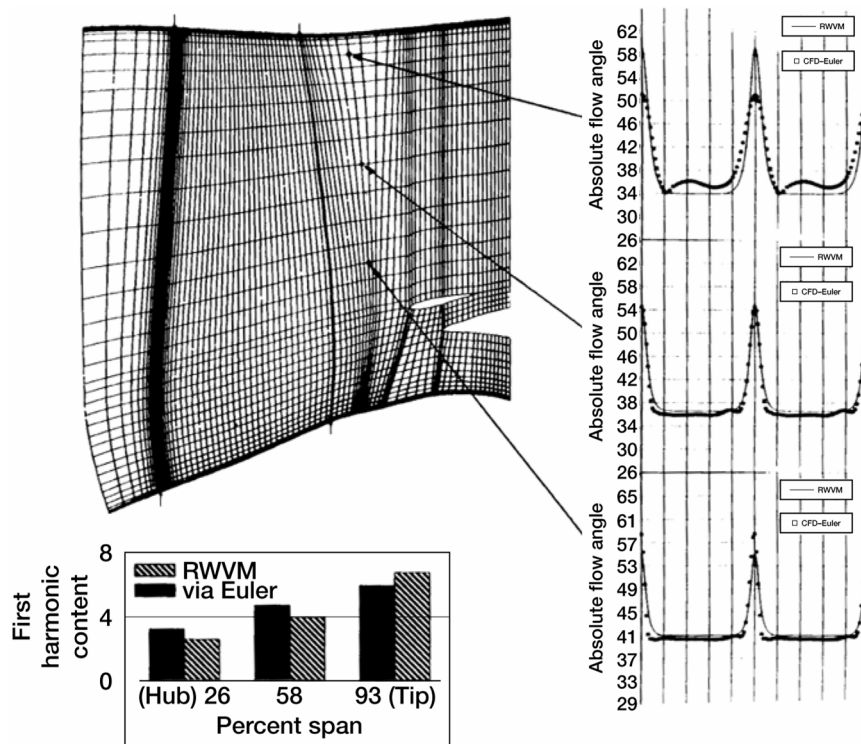 62
58
54
50
46
42
38
34
30
26
Absolute flow angle
RWVM
CFD-Euler
62
58
54
50
46
42
38
34
30
26
Absolute flow angle
RWVM
CFD-Euler
65
61
57
53
49
45
41
37
33
29
Absolute flow angle
RWVM
CFD-Euler
First
harmonic
content
8
4
0
RWVM
via Euler
(Hub) 26 58 93 (Tip)
Percent span